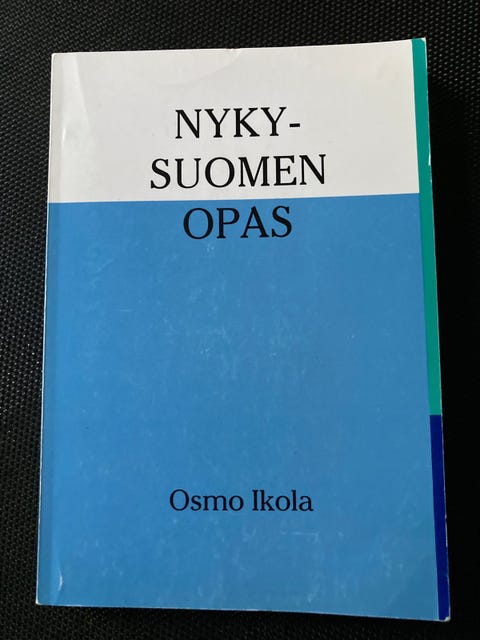 NYKY-
SUOMEN
OPAS
Osmo Ikola